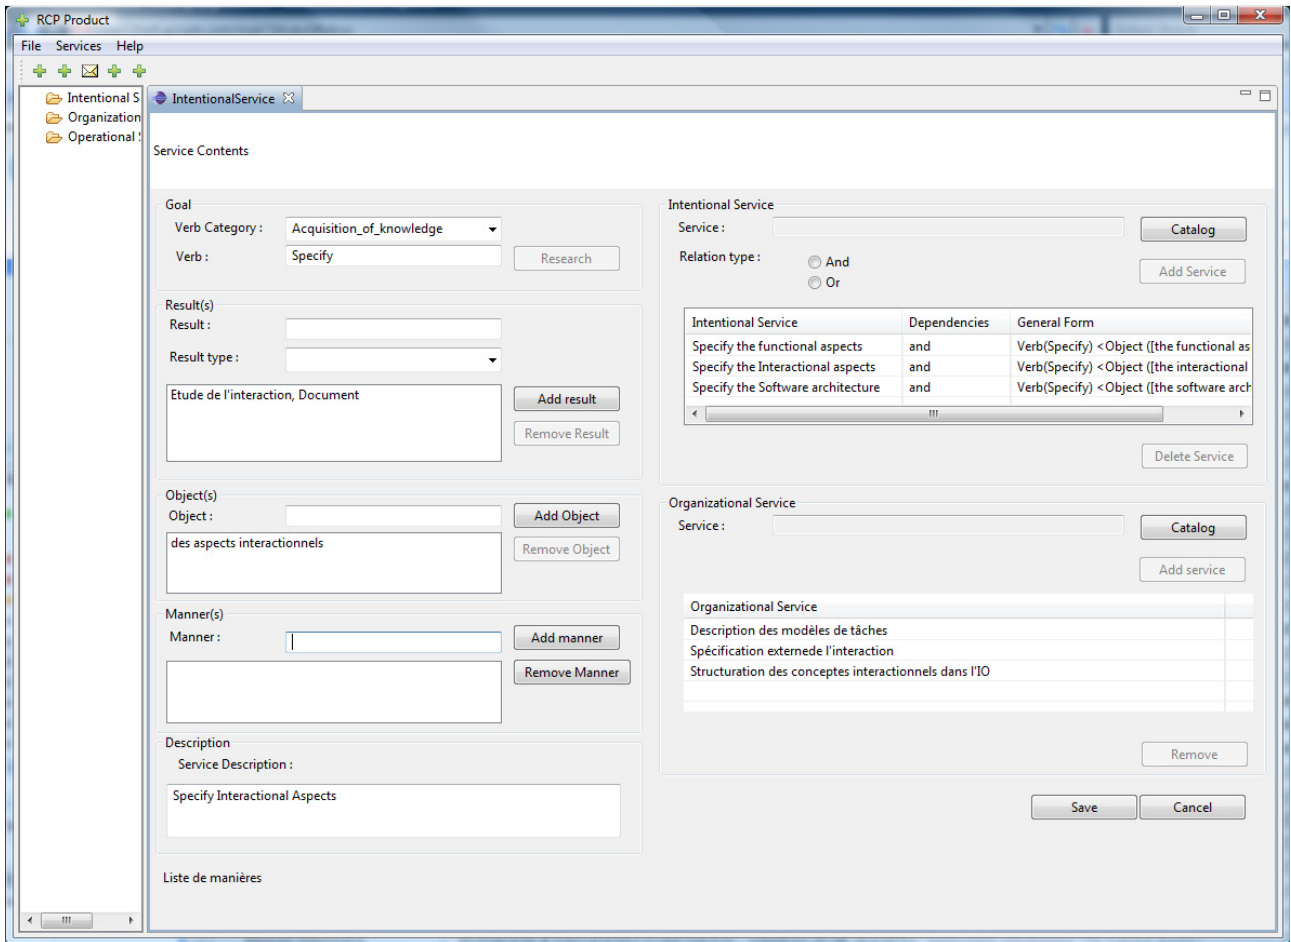 RCP Product
File Services Help
Intentional S
Organization
Operational S
IntentionalService
Service Contents
Goal
Verb Category :
Acquisition_of_knowledge
Verb :
Specify
Research
Result(s)
Result :
Result type :
Etude de l'interaction, Document
Add result
Remove Result
Object(s)
Object :
Add Object
des aspects interactionnels
Remove Object
Manner(s)
Manner :
Add manner
Remove Manner
Description
Service Description :
Specify Interactional Aspects
Liste de manières
Intentional Service
Service :
Catalog
Relation type :
And
Or
Add Service
Intentional Service Dependencies General Form
Specify the functional aspects and Verb(Specify) <Object ([the functional as
Specify the Interactional aspects and Verb(Specify) <Object ([the interactional
Specify the Software architecture and Verb(Specify) <Object ([the software arch
Delete Service
Organizational Service
Service :
Catalog
Add service
Organizational Service
Description des modèles de tâches
Spécification externede l'interaction
Structuration des conceptes interactionnels dans l'IO
Remove
Save
Cancel